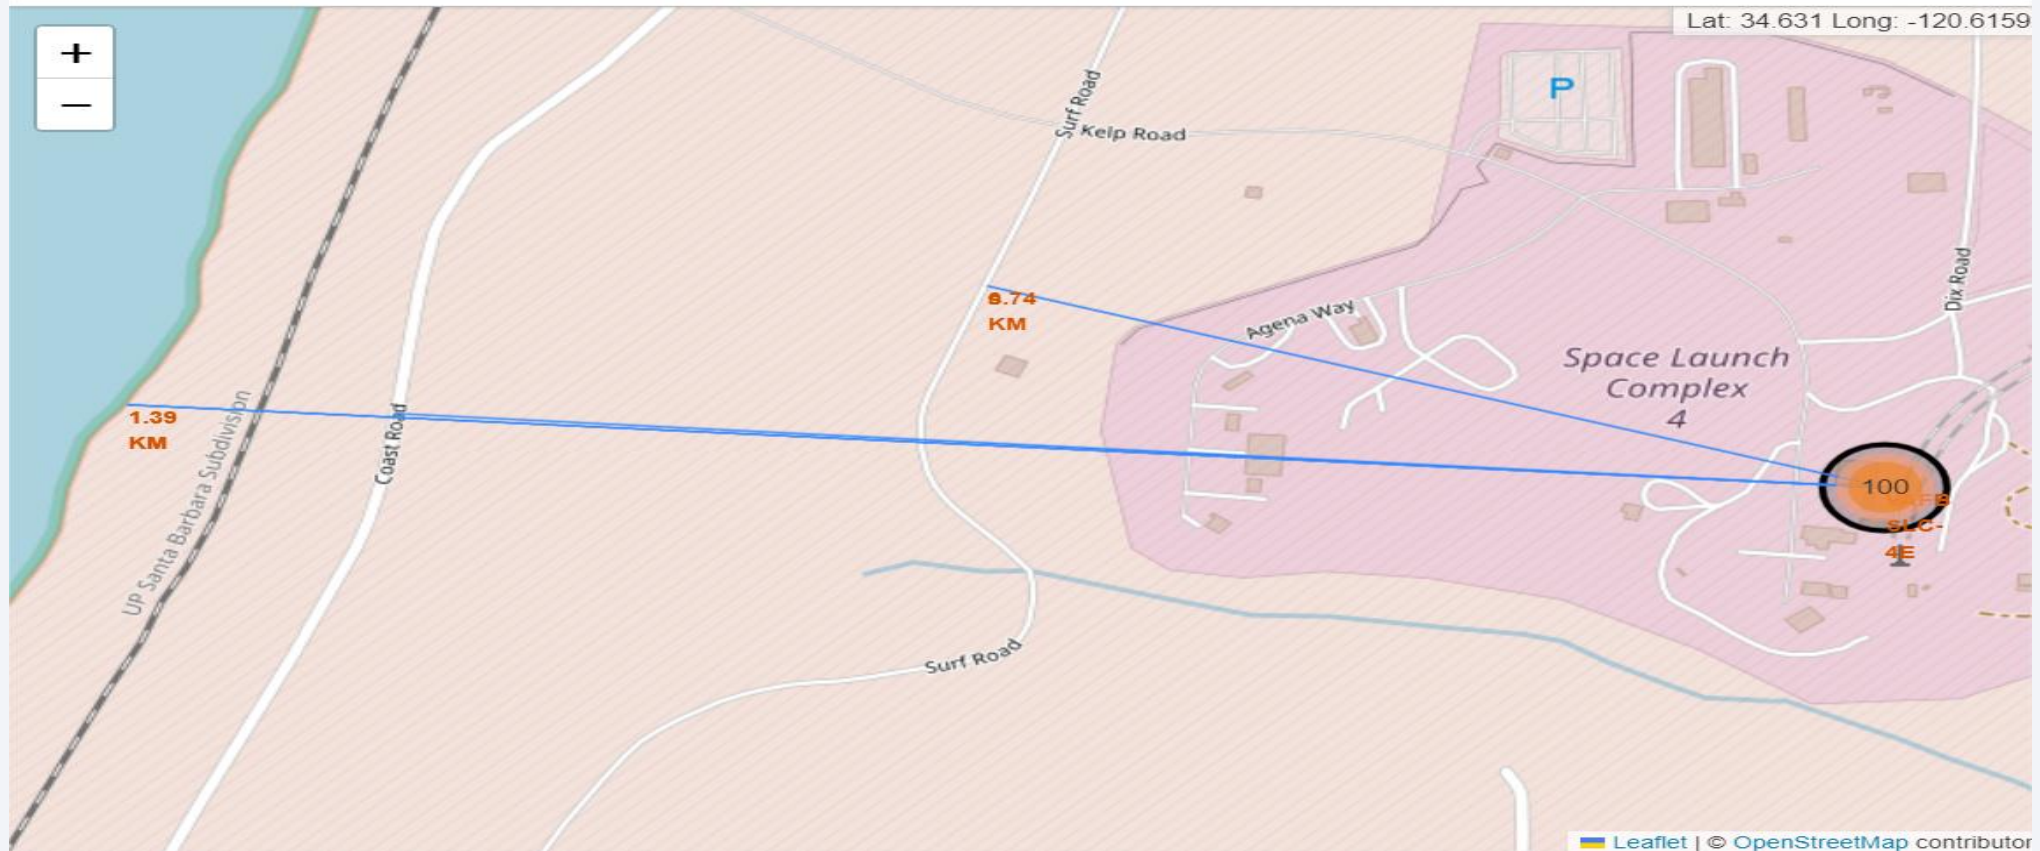 +
Lat: 34.631 Long: -120.6159
−
P
Surf Road
Kelp Road
Dix Road
KM
Agena Way
Space Launch
Complex
4
1.39
KM
Coast Road
UP Santa Barbara Subdivision
100
SLC-
4E
Surf Road
Leaflet | © OpenStreetMap contributor